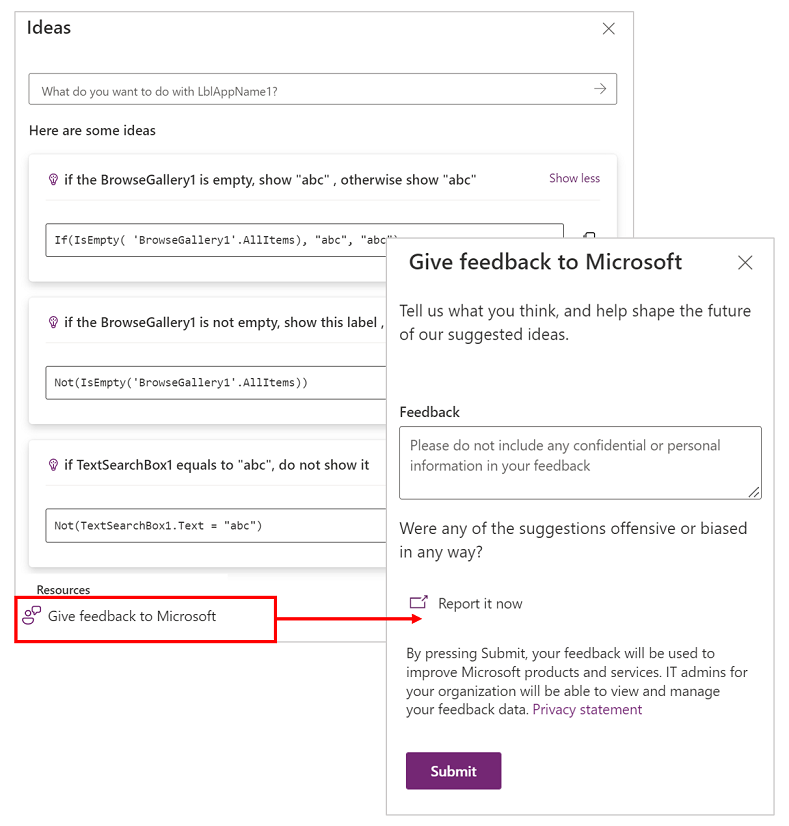 Ideas
What do you want to do with LblAppName1?
Here are some ideas
if the BrowseGallery1 is empty, show "abc" , otherwise show "abc"
Show less
If(IsEmpty( 'BrowseGallery1'.AllItems), "abc", "abc")
if the BrowseGallery1 is not empty, show this label ,
Not(IsEmpty('BrowseGallery1'.AllItems))
if TextSearchBox1 equals to "abc", do not show it
Not(TextSearchBox1.Text = "abc")
Resources
Give feedback to Microsoft
Give feedback to Microsoft
Tell us what you think, and help shape the future
of our suggested ideas.
Feedback
Please do not include any confidential or personal
information in your feedback
Were any of the suggestions offensive or biased
in any way?
Report it now
By pressing Submit, your feedback will be used to
improve Microsoft products and services. IT admins for
your organization will be able to view and manage
your feedback data. Privacy statement
Submit